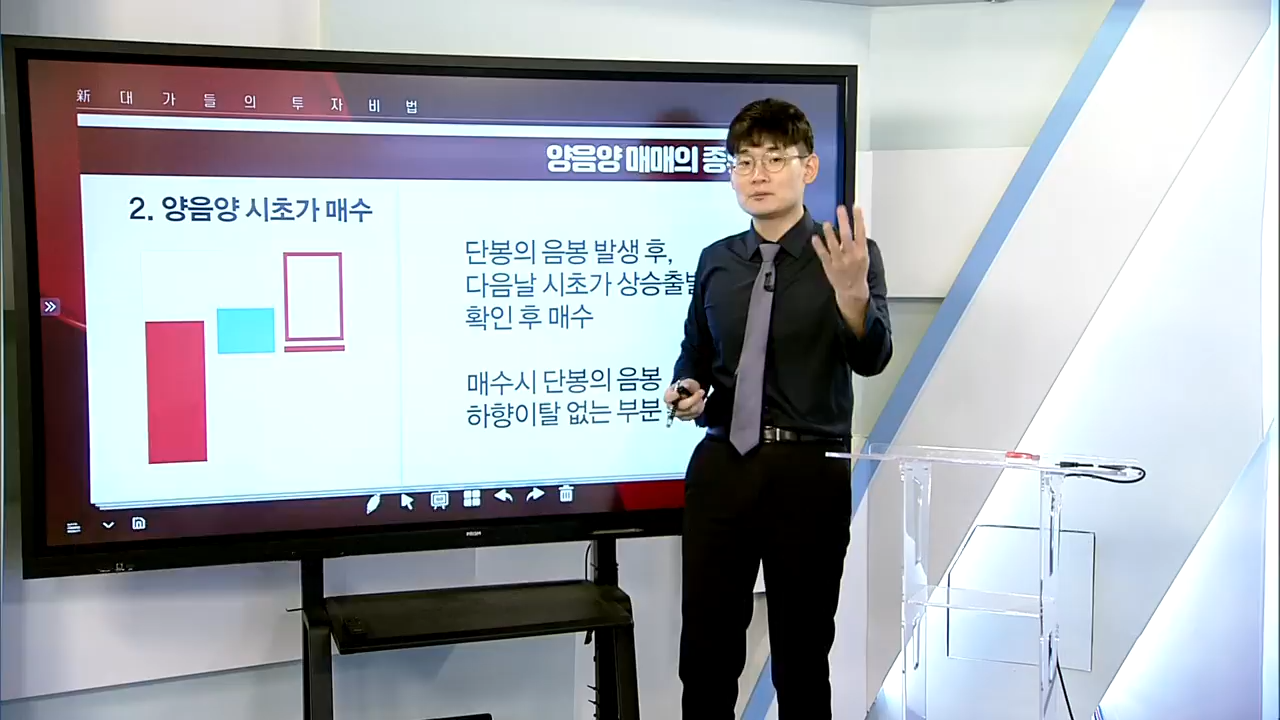 新 대 가 들 의 투 자 비 법
양음양 매매의 종
2. 양음양 시초가 매수
단봉의 음봉 발생 후,
다음날 시초가 상승출발
확인 후 매수
매수시 단봉의 음봉
하향이탈 없는 부분
PRISM